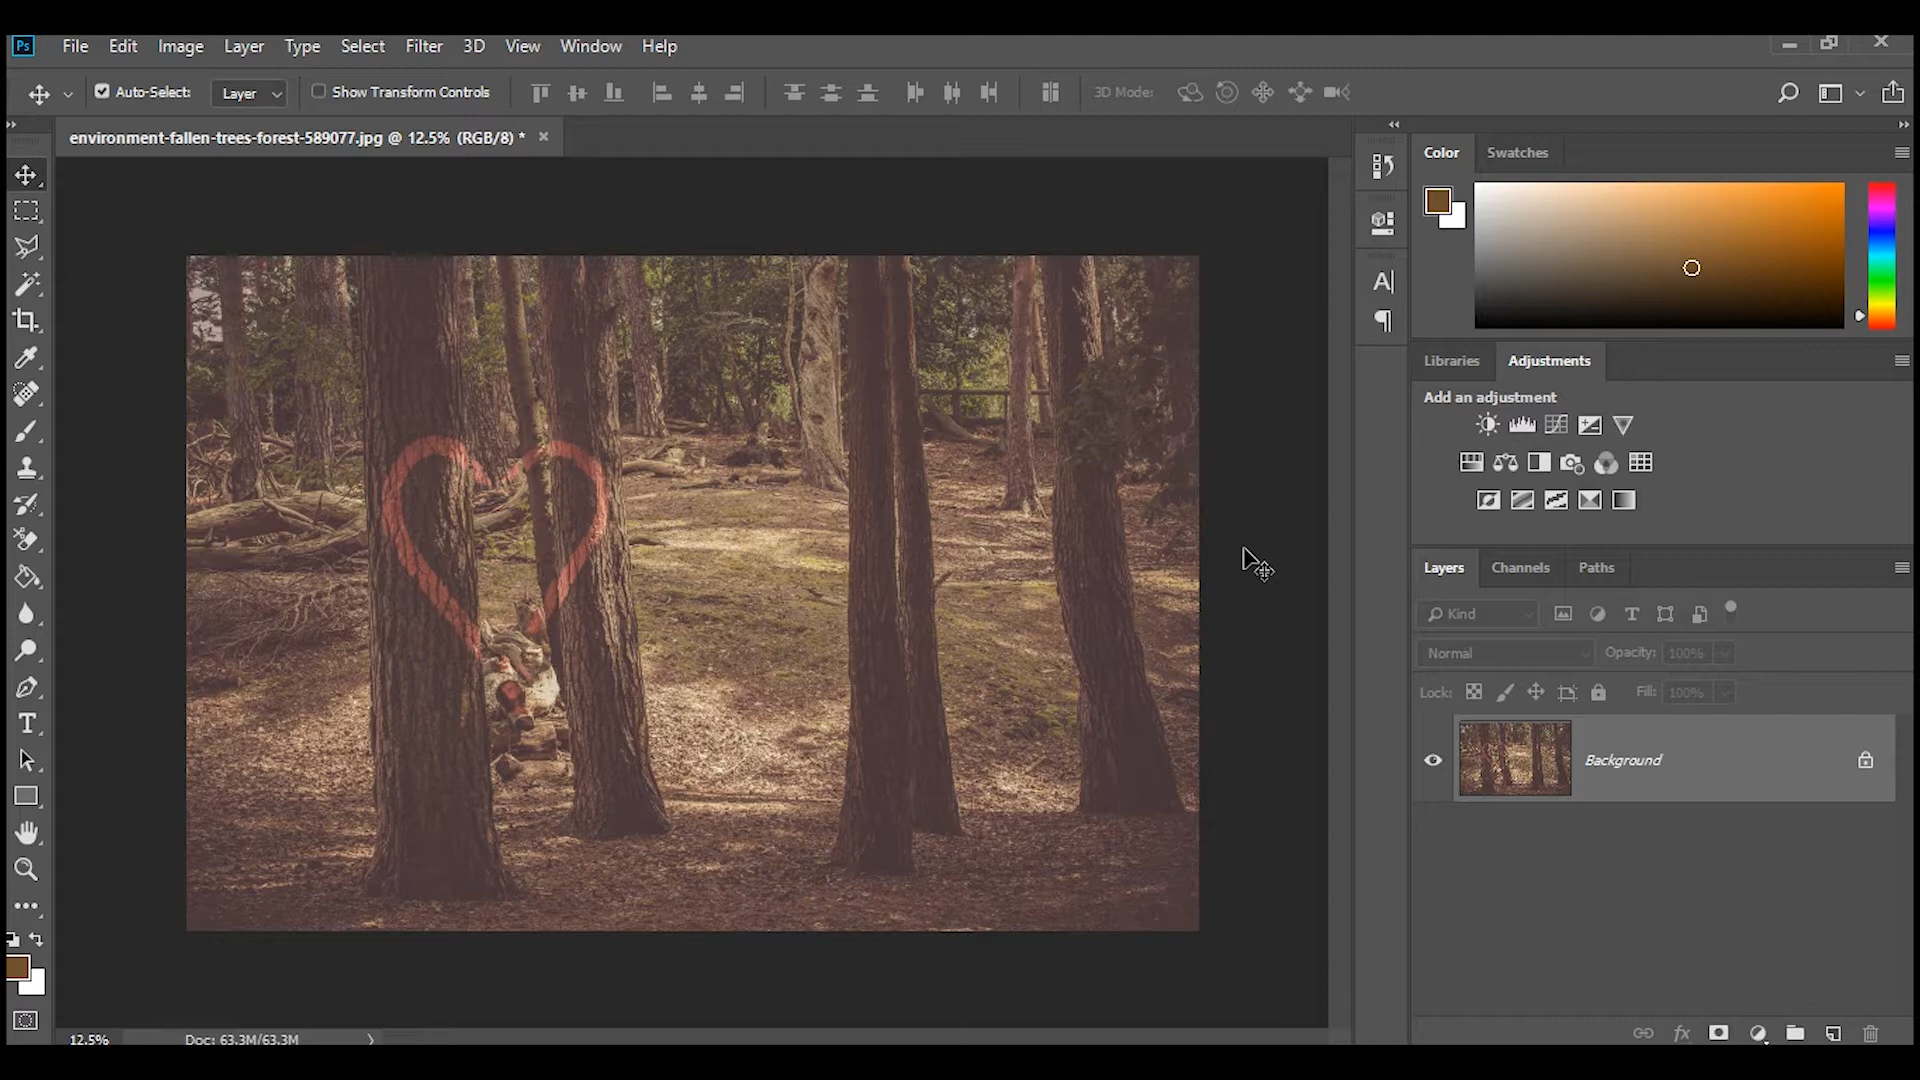 Ps File Edit Image Layer Type Select Filter 3D View Window Help
Auto-Select: Layer Show Transform Controls 3D Mode:
environment-fallen-trees-forest-589077.jpg @ 12.5% (RGB/8) *
Color Swatches
Libraries Adjustments
Add an adjustment
Layers Channels Paths
Kind
Normal Opacity: 100%
Lock: Fill: 100%
Background
12.5% Doc: 63.3M/63.3M